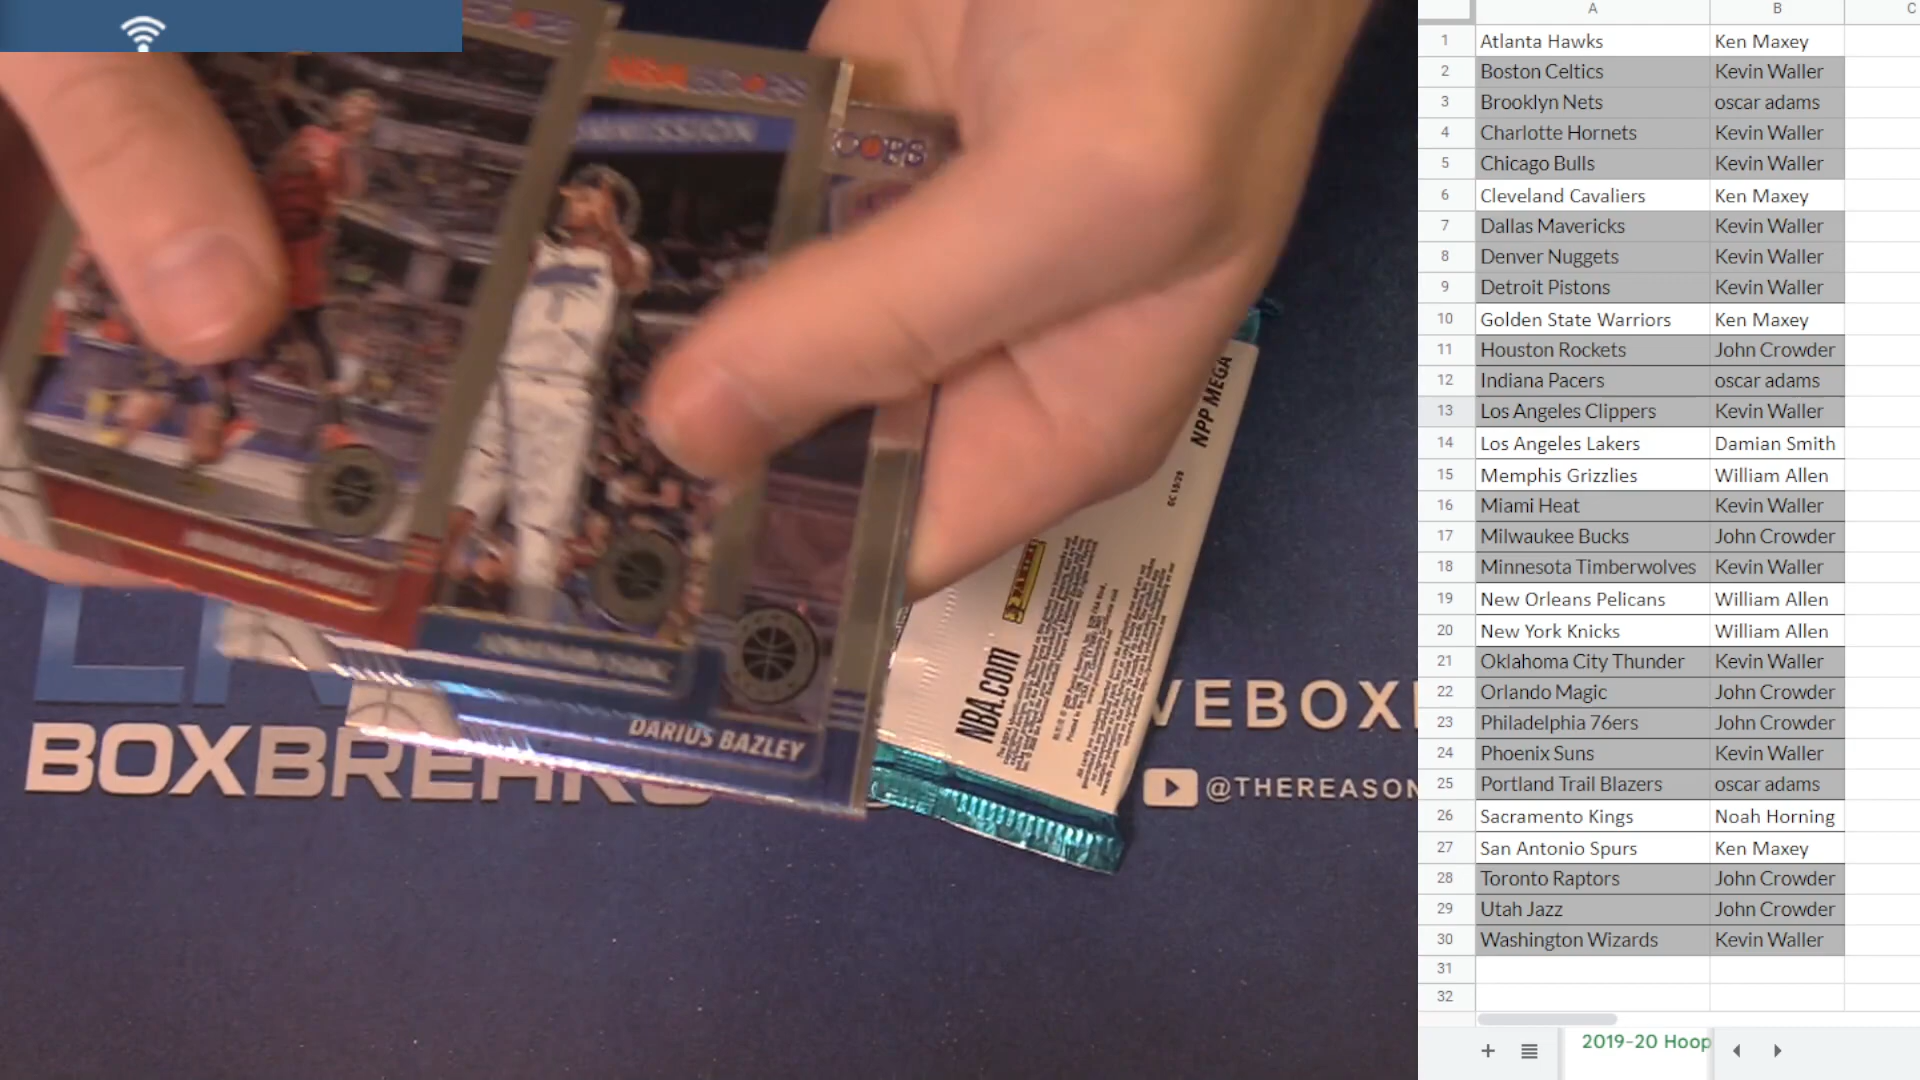 NBA HOOPS
OOPS
DARIUS BAZLEY
NPP MEGA
NBA.com
BOXBREAKS
VEBOX
@THEREASON
A B C
1 Atlanta Hawks Ken Maxey
2 Boston Celtics Kevin Waller
3 Brooklyn Nets oscar adams
4 Charlotte Hornets Kevin Waller
5 Chicago Bulls Kevin Waller
6 Cleveland Cavaliers Ken Maxey
7 Dallas Mavericks Kevin Waller
8 Denver Nuggets Kevin Waller
9 Detroit Pistons Kevin Waller
10 Golden State Warriors Ken Maxey
11 Houston Rockets John Crowder
12 Indiana Pacers oscar adams
13 Los Angeles Clippers Kevin Waller
14 Los Angeles Lakers Damian Smith
15 Memphis Grizzlies William Allen
16 Miami Heat Kevin Waller
17 Milwaukee Bucks John Crowder
18 Minnesota Timberwolves Kevin Waller
19 New Orleans Pelicans William Allen
20 New York Knicks William Allen
21 Oklahoma City Thunder Kevin Waller
22 Orlando Magic John Crowder
23 Philadelphia 76ers John Crowder
24 Phoenix Suns Kevin Waller
25 Portland Trail Blazers oscar adams
26 Sacramento Kings Noah Horning
27 San Antonio Spurs Ken Maxey
28 Toronto Raptors John Crowder
29 Utah Jazz John Crowder
30 Washington Wizards Kevin Waller
31
32
2019-20 Hoop